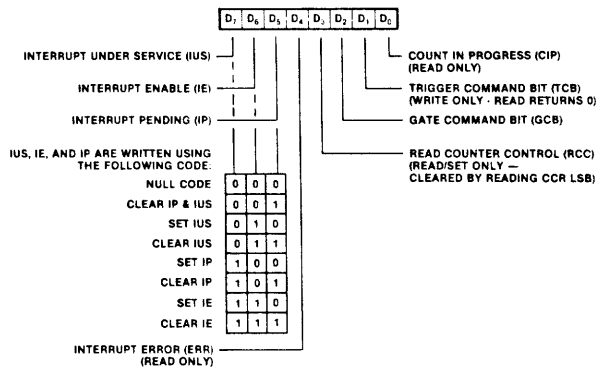 D7 D6 D5 D4 D3 D2 D1 D0
INTERRUPT UNDER SERVICE (IUS)
INTERRUPT ENABLE (IE)
INTERRUPT PENDING (IP)
IUS, IE, AND IP ARE WRITTEN USING
THE FOLLOWING CODE:
NULL CODE 0 0 0
CLEAR IP & IUS 0 0 1
SET IUS 0 1 0
CLEAR IUS 0 1 1
SET IP 1 0 0
CLEAR IP 1 0 1
SET IE 1 1 0
CLEAR IE 1 1 1
INTERRUPT ERROR (ERR)
(READ ONLY)
COUNT IN PROGRESS (CIP)
(READ ONLY)
TRIGGER COMMAND BIT (TCB)
(WRITE ONLY - READ RETURNS 0)
GATE COMMAND BIT (GCB)
READ COUNTER CONTROL (RCC)
(READ/SET ONLY —
CLEARED BY READING CCR LSB)